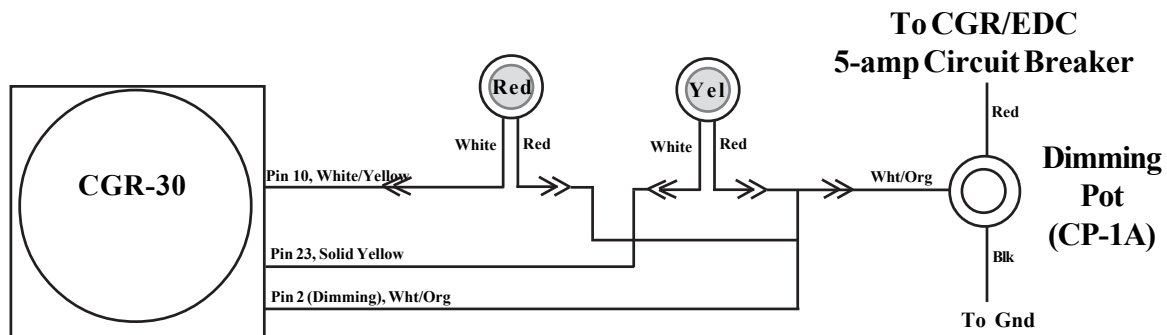 To CGR/EDC
5-amp Circuit Breaker
Red
Yel
Red
White
Red
White
Red
CGR-30
Pin 10, White/Yellow
Wht/Org
Dimming
Pot
(CP-1A)
Pin 23, Solid Yellow
Blk
Pin 2 (Dimming), Wht/Org
To Gnd